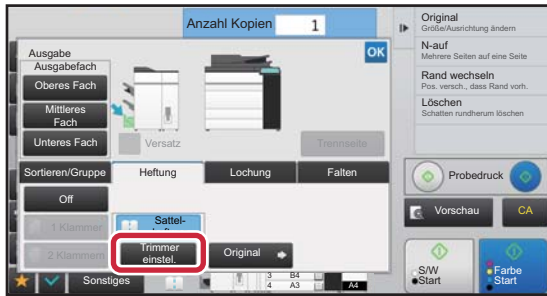 Anzahl Kopien 1
Ausgabe
OK
Ausgabefach
Oberes Fach
Mittleres
Fach
Unteres Fach
Versatz
Trennseite
Sortieren/Gruppe
Heftung
Lochung
Falten
Off
1 Klammer
2 Klammern
Sattel-
Trimmer
einstel.
Original
Sonstiges
3 B4
4 A3
A4
Original
Größe/Ausrichtung ändern
N-auf
Mehrere Seiten auf eine Seite
Rand wechseln
Pos. versch., dass Rand vorh.
Löschen
Schatten rundherum löschen
Probedruck
Vorschau
CA
S/W
Start
Farbe
Start